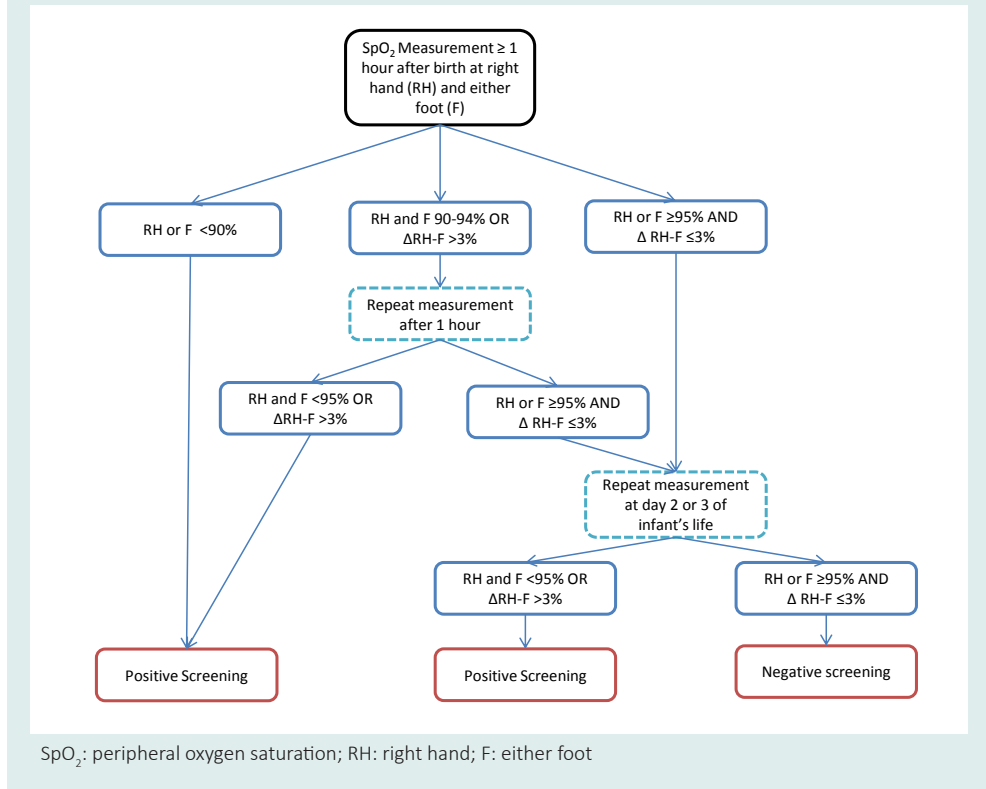 SpO₂ Measurement ≥ 1
hour after birth at right
hand (RH) and either
foot (F)
RH or F <90%
RH and F 90-94% OR
ΔRH-F >3%
RH or F ≥95% AND
Δ RH-F ≤3%
Repeat measurement
after 1 hour
RH and F <95% OR
ΔRH-F >3%
RH or F ≥95% AND
Δ RH-F ≤3%
Repeat measurement
at day 2 or 3 of
infant’s life
RH and F <95% OR
ΔRH-F >3%
RH or F ≥95% AND
Δ RH-F ≤3%
Positive Screening
Positive Screening
Negative screening
SpO₂: peripheral oxygen saturation; RH: right hand; F: either foot